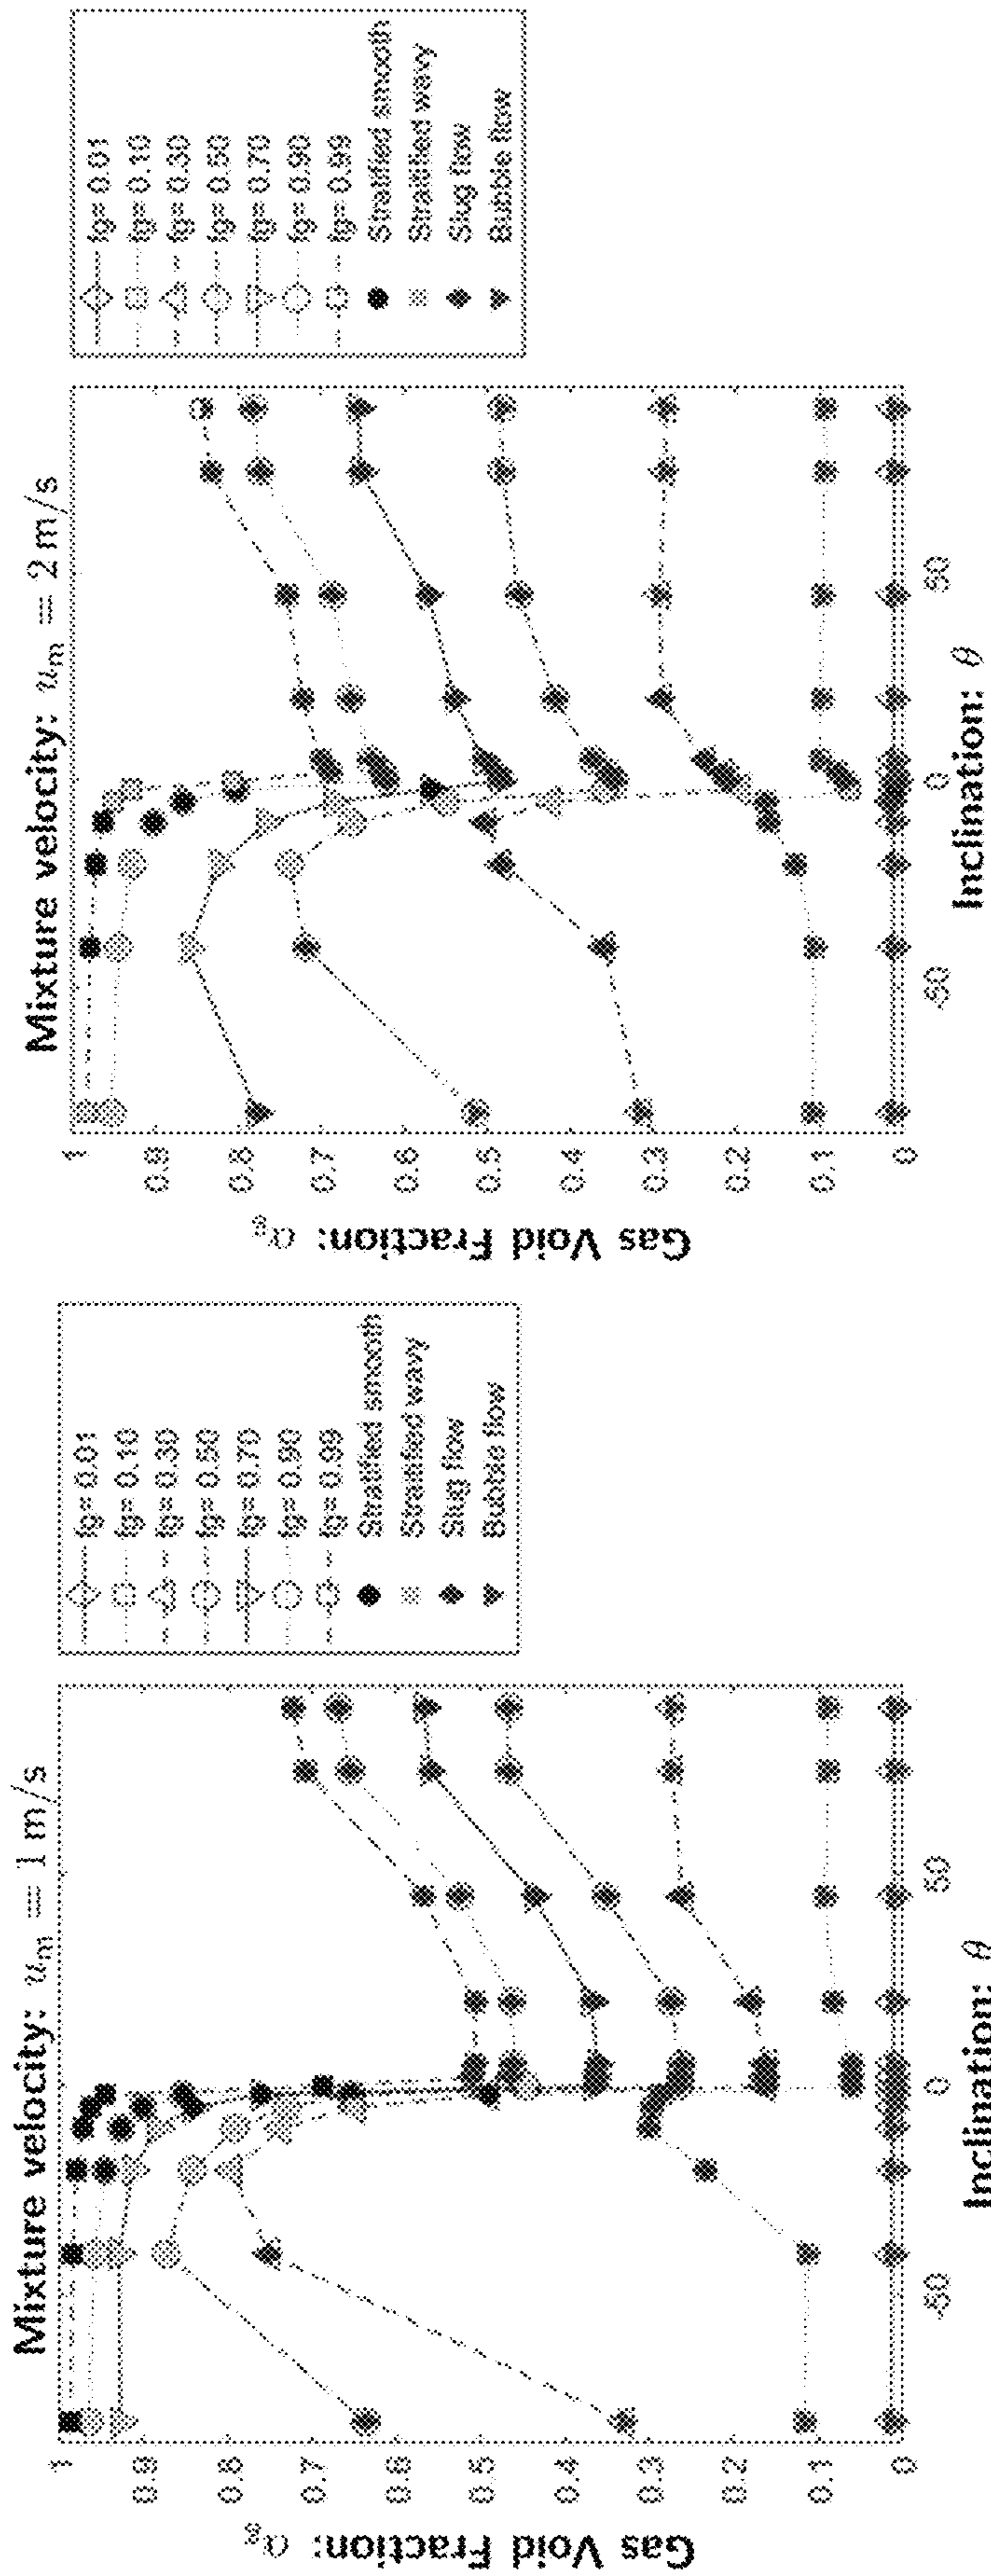 Mixture velocity: u_m = 1 m/s
Gas Void Fraction: α_g
1
0.9
0.8
0.7
0.6
0.5
0.4
0.3
0.2
0.1
0
-50
0
50
Inclination: θ
fg= 0.01
fg= 0.10
fg= 0.30
fg= 0.50
fg= 0.70
fg= 0.90
fg= 0.99
Stratified smooth
Stratified wavy
Slug flow
Bubble flow
Mixture velocity: u_m = 2 m/s
Gas Void Fraction: α_g
1
0.9
0.8
0.7
0.6
0.5
0.4
0.3
0.2
0.1
0
-50
0
50
Inclination: θ
fg= 0.01
fg= 0.10
fg= 0.30
fg= 0.50
fg= 0.70
fg= 0.90
fg= 0.99
Stratified smooth
Stratified wavy
Slug flow
Bubble flow